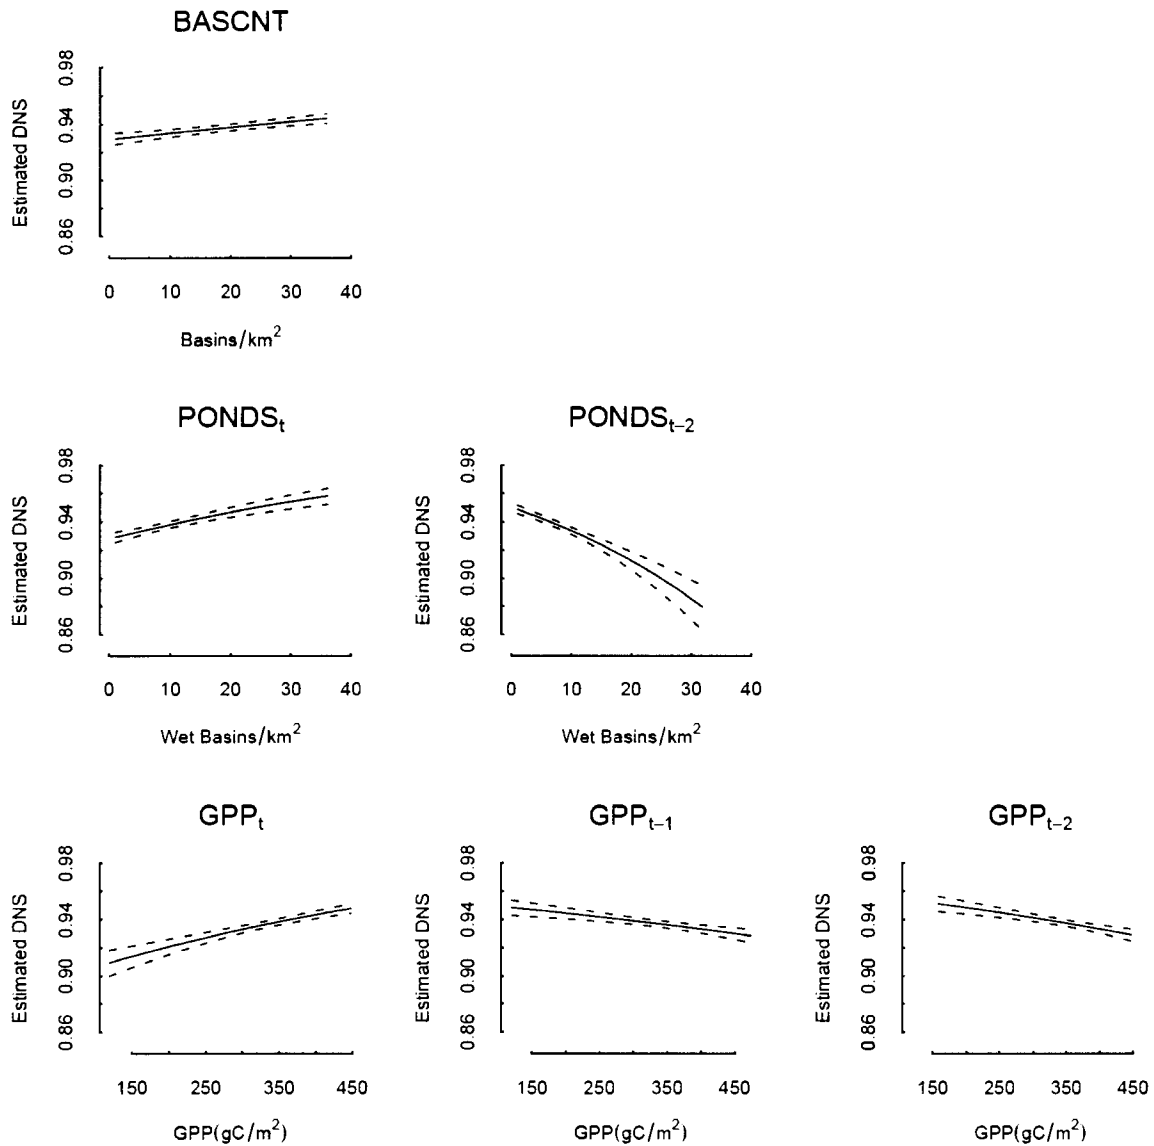 BASCNT
Estimated DNS
0.98
0.94
0.90
0.86
0 10 20 30 40
Basins/km²
PONDSₜ
Estimated DNS
0.98
0.94
0.90
0.86
0 10 20 30 40
Wet Basins/km²
PONDSₜ₋₂
Estimated DNS
0.98
0.94
0.90
0.86
0 10 20 30 40
Wet Basins/km²
GPPₜ
Estimated DNS
0.98
0.94
0.90
0.86
150 250 350 450
GPP(gC/m²)
GPPₜ₋₁
Estimated DNS
0.98
0.94
0.90
0.86
150 250 350 450
GPP(gC/m²)
GPPₜ₋₂
Estimated DNS
0.98
0.94
0.90
0.86
150 250 350 450
GPP(gC/m²)